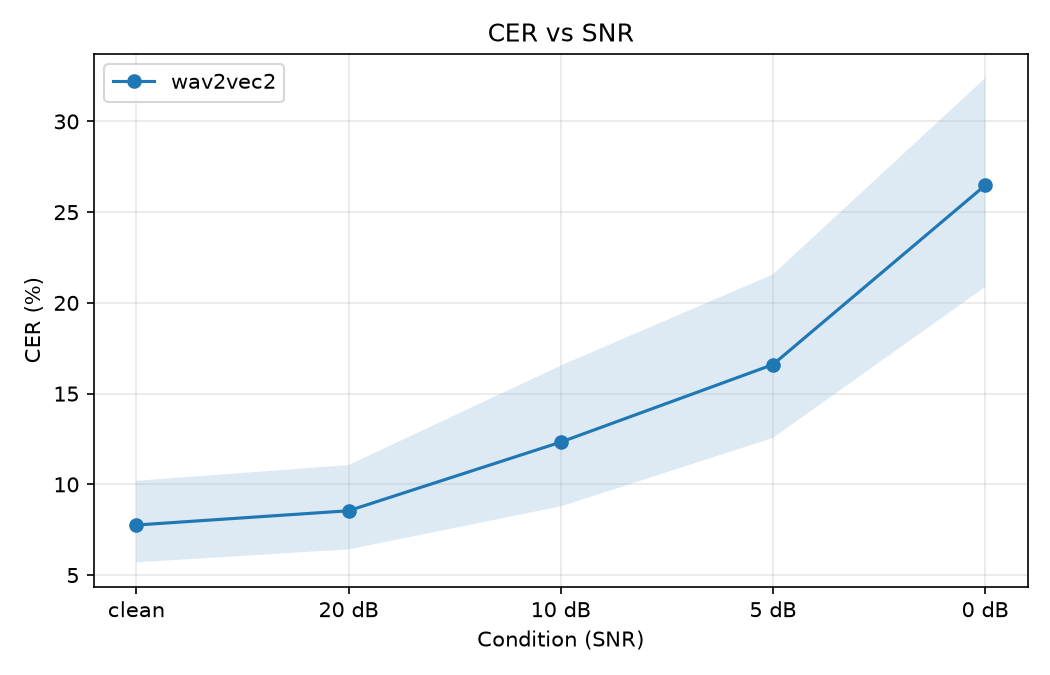 CER vs SNR
wav2vec2
CER (%)
30
25
20
15
10
5
clean 20 dB 10 dB 5 dB 0 dB
Condition (SNR)